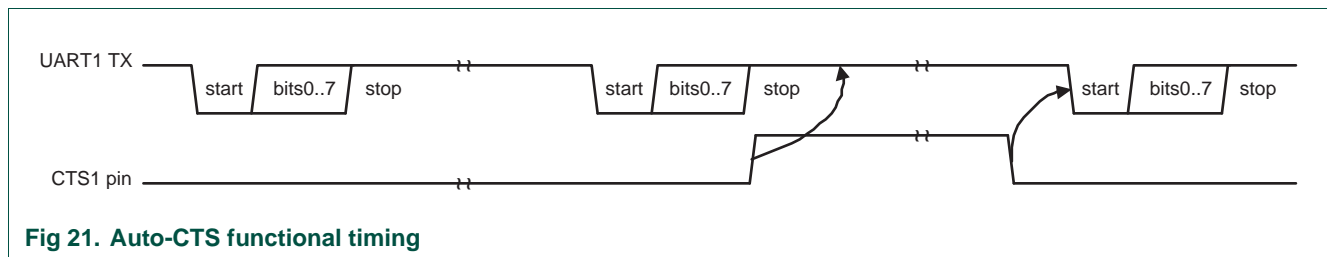 UART1 TX
start bits0..7 stop start bits0..7 stop start bits0..7 stop
CTS1 pin
Fig 21. Auto-CTS functional timing